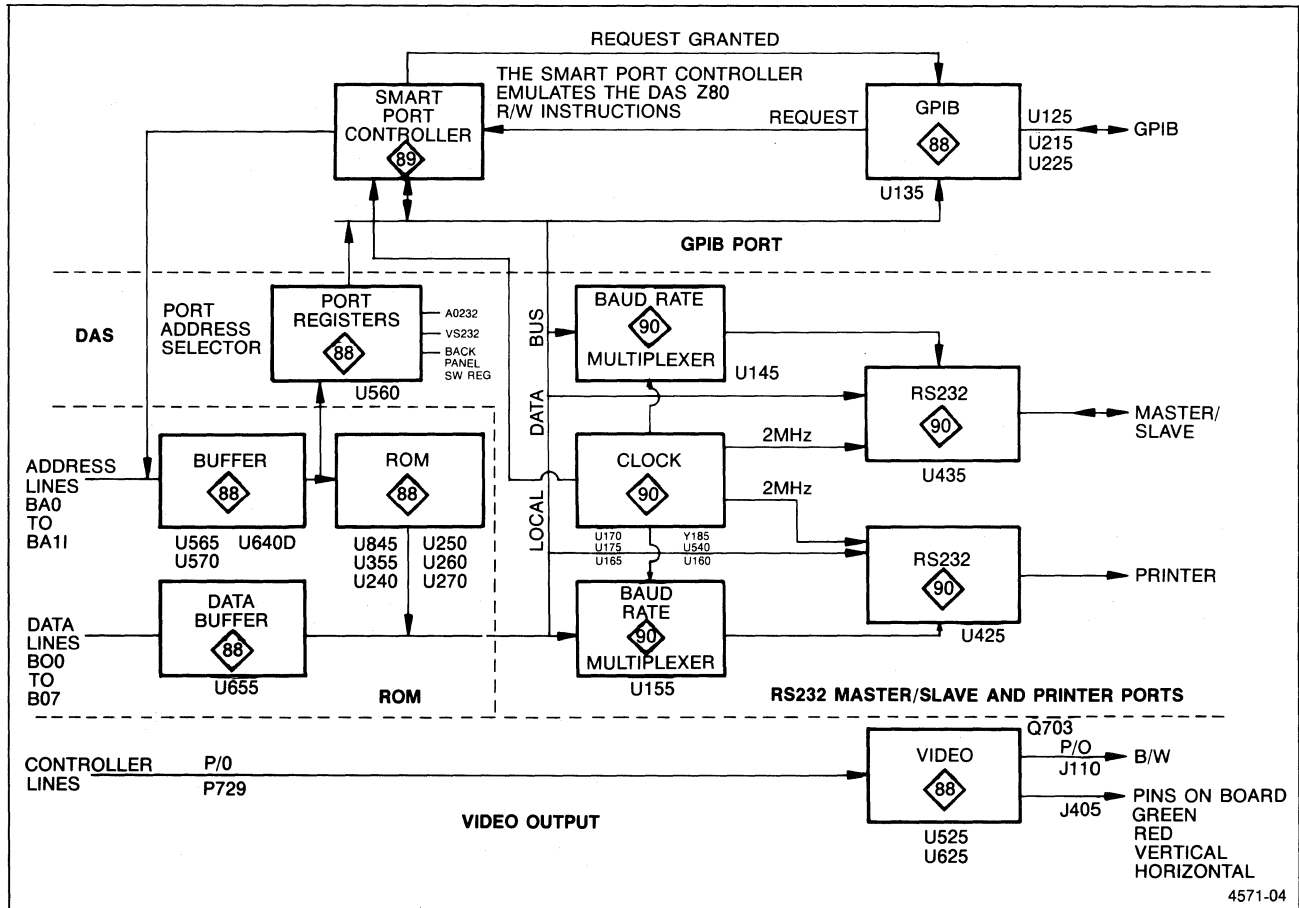 REQUEST GRANTED
THE SMART PORT CONTROLLER
EMULATES THE DAS Z80
R/W INSTRUCTIONS
SMART
PORT
CONTROLLER
89
REQUEST
GPIB
88
U135
U125
U215
U225
GPIB
GPIB PORT
DAS
PORT
ADDRESS
SELECTOR
PORT
REGISTERS
88
U560
A0232
VS232
BACK
PANEL
SW REG
LOCAL DATA BUS
BAUD RATE
90
MULTIPLEXER
U145
RS232
90
U435
MASTER/
SLAVE
ADDRESS
LINES
BA0
TO
BA1I
BUFFER
88
U565 U640D
U570
ROM
88
U845 U250
U355 U260
U240 U270
CLOCK
90
2MHz
2MHz
U170 Y185
U175 U540
U165 U160
RS232
90
U425
PRINTER
DATA
LINES
BO0
TO
B07
DATA
BUFFER
88
U655
ROM
BAUD
RATE
90
MULTIPLEXER
U155
RS232 MASTER/SLAVE AND PRINTER PORTS
CONTROLLER
LINES
P/0
P729
VIDEO OUTPUT
VIDEO
88
U525
U625
Q703
P/O
J110
B/W
J405
PINS ON BOARD
GREEN
RED
VERTICAL
HORIZONTAL
4571-04